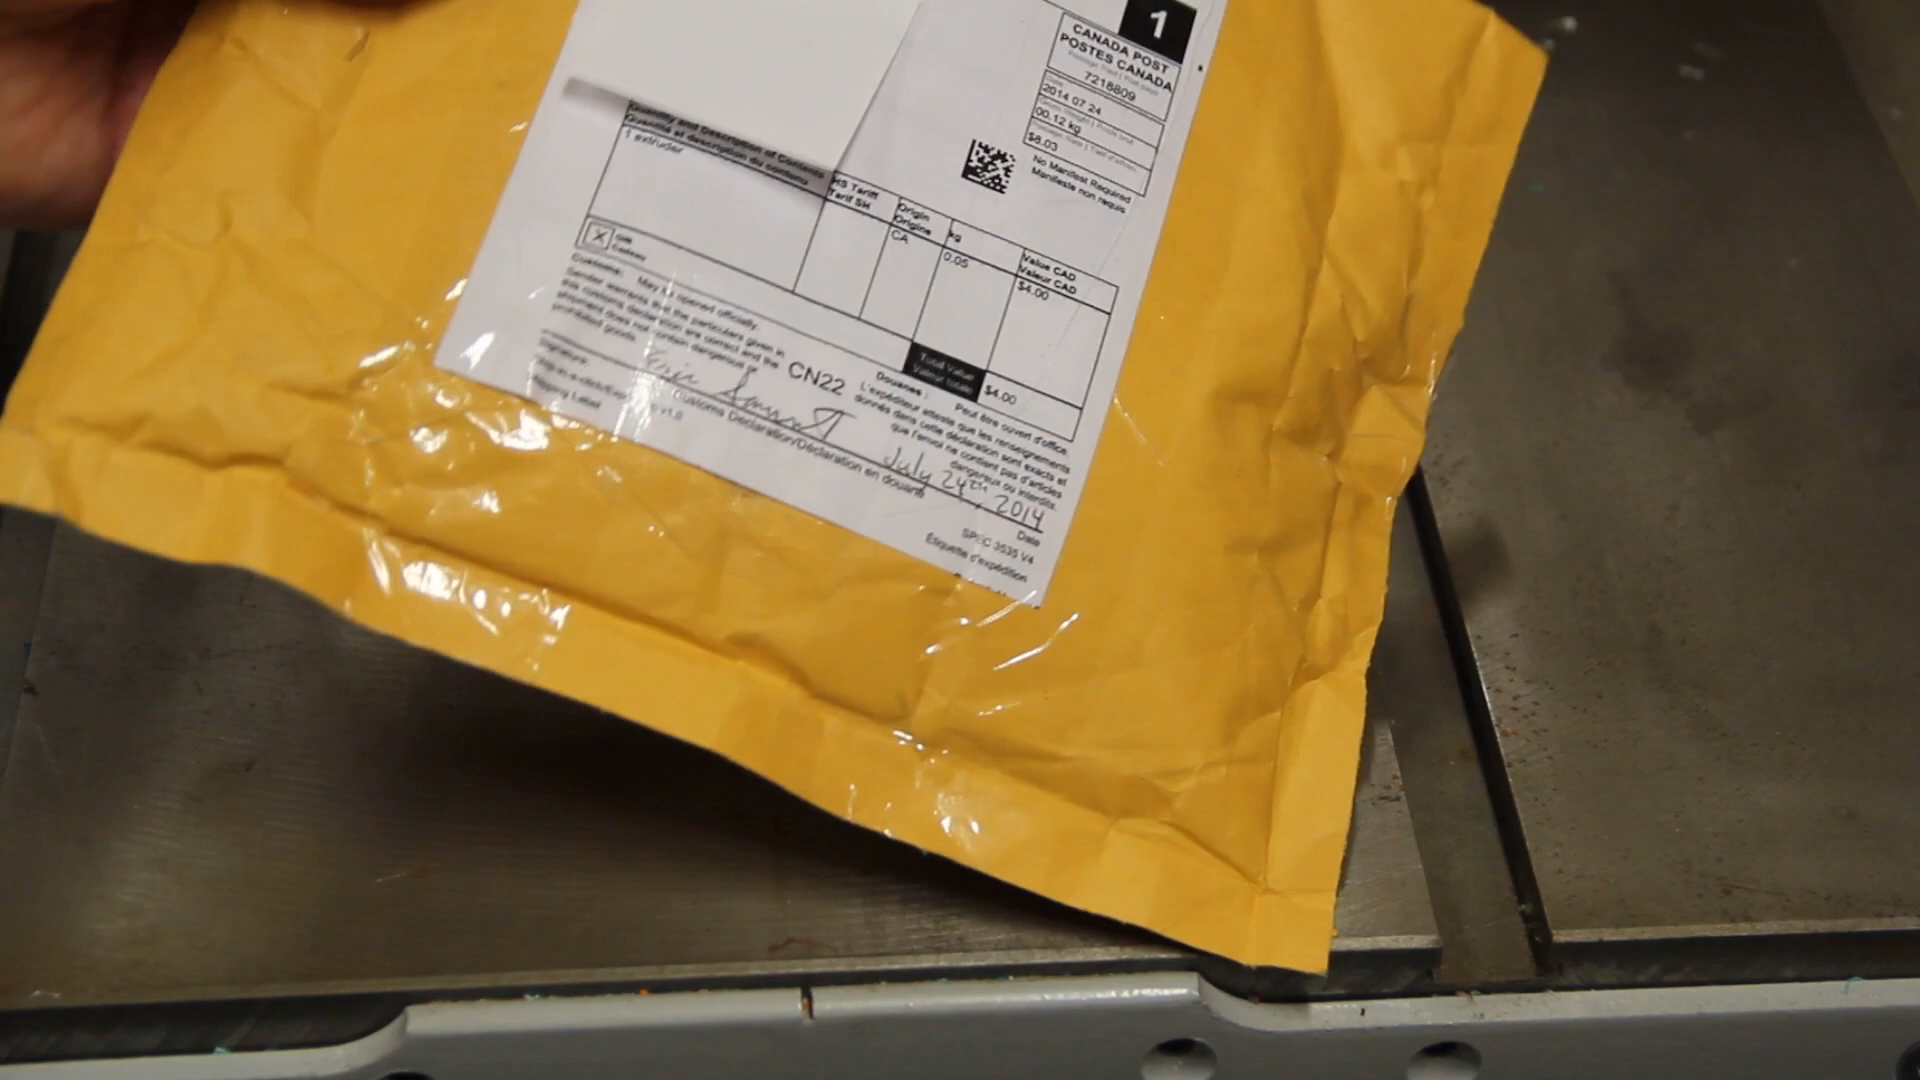 1
CANADA POST
POSTES CANADA
7218809
Date
2014 07 24
00.12 kg
$8.03
No Manifest Required
Manifeste non requis
Quantity and Description of Contents
Quantité et description du contenu
1 extruder
HS Tariff
Tarif SH
Origin
Origine
CA
kg
0.05
Value CAD
Valeur CAD
$4.00
X
Gift
Cadeau
Total Value
Valeur totale
$4.00
Customs: May be opened officially.
Sender warrants that the particulars given in
this customs declaration are correct and the
shipment does not contain dangerous or
prohibited goods.
CN22
Douanes : Peut être ouvert d'office.
L'expéditeur atteste que les renseignements
donnés dans cette déclaration sont exacts et
que l'envoi ne contient pas d'articles
dangereux ou interdits.
Signature:
July 24th, 2014
Date
Customs Declaration/Déclaration en douane
v1.0
Shipping Label
SPEC 3535 V4
Étiquette d'expédition